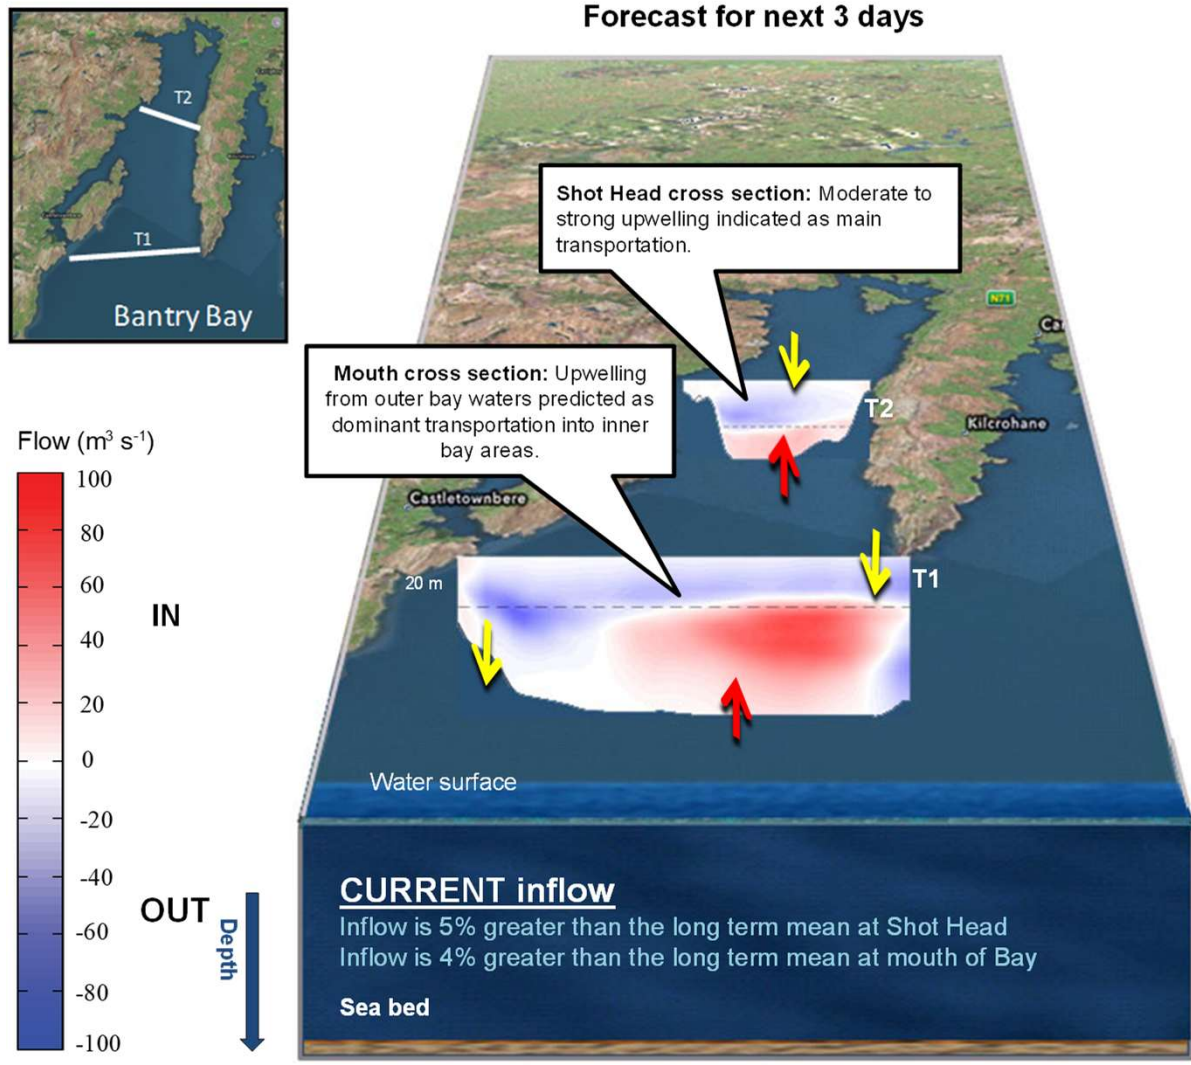 Forecast for next 3 days
T2
T1
Bantry Bay
Shot Head cross section: Moderate to
strong upwelling indicated as main
transportation.
N71
Mouth cross section: Upwelling
from outer bay waters predicted as
dominant transportation into inner
bay areas.
T2
Kilcrohane
Castletownbere
20 m
T1
Flow (m³ s⁻¹)
100
80
60
IN
40
20
0
-20
-40
OUT
-60
-80
-100
Depth
Water surface
CURRENT inflow
Inflow is 5% greater than the long term mean at Shot Head
Inflow is 4% greater than the long term mean at mouth of Bay
Sea bed